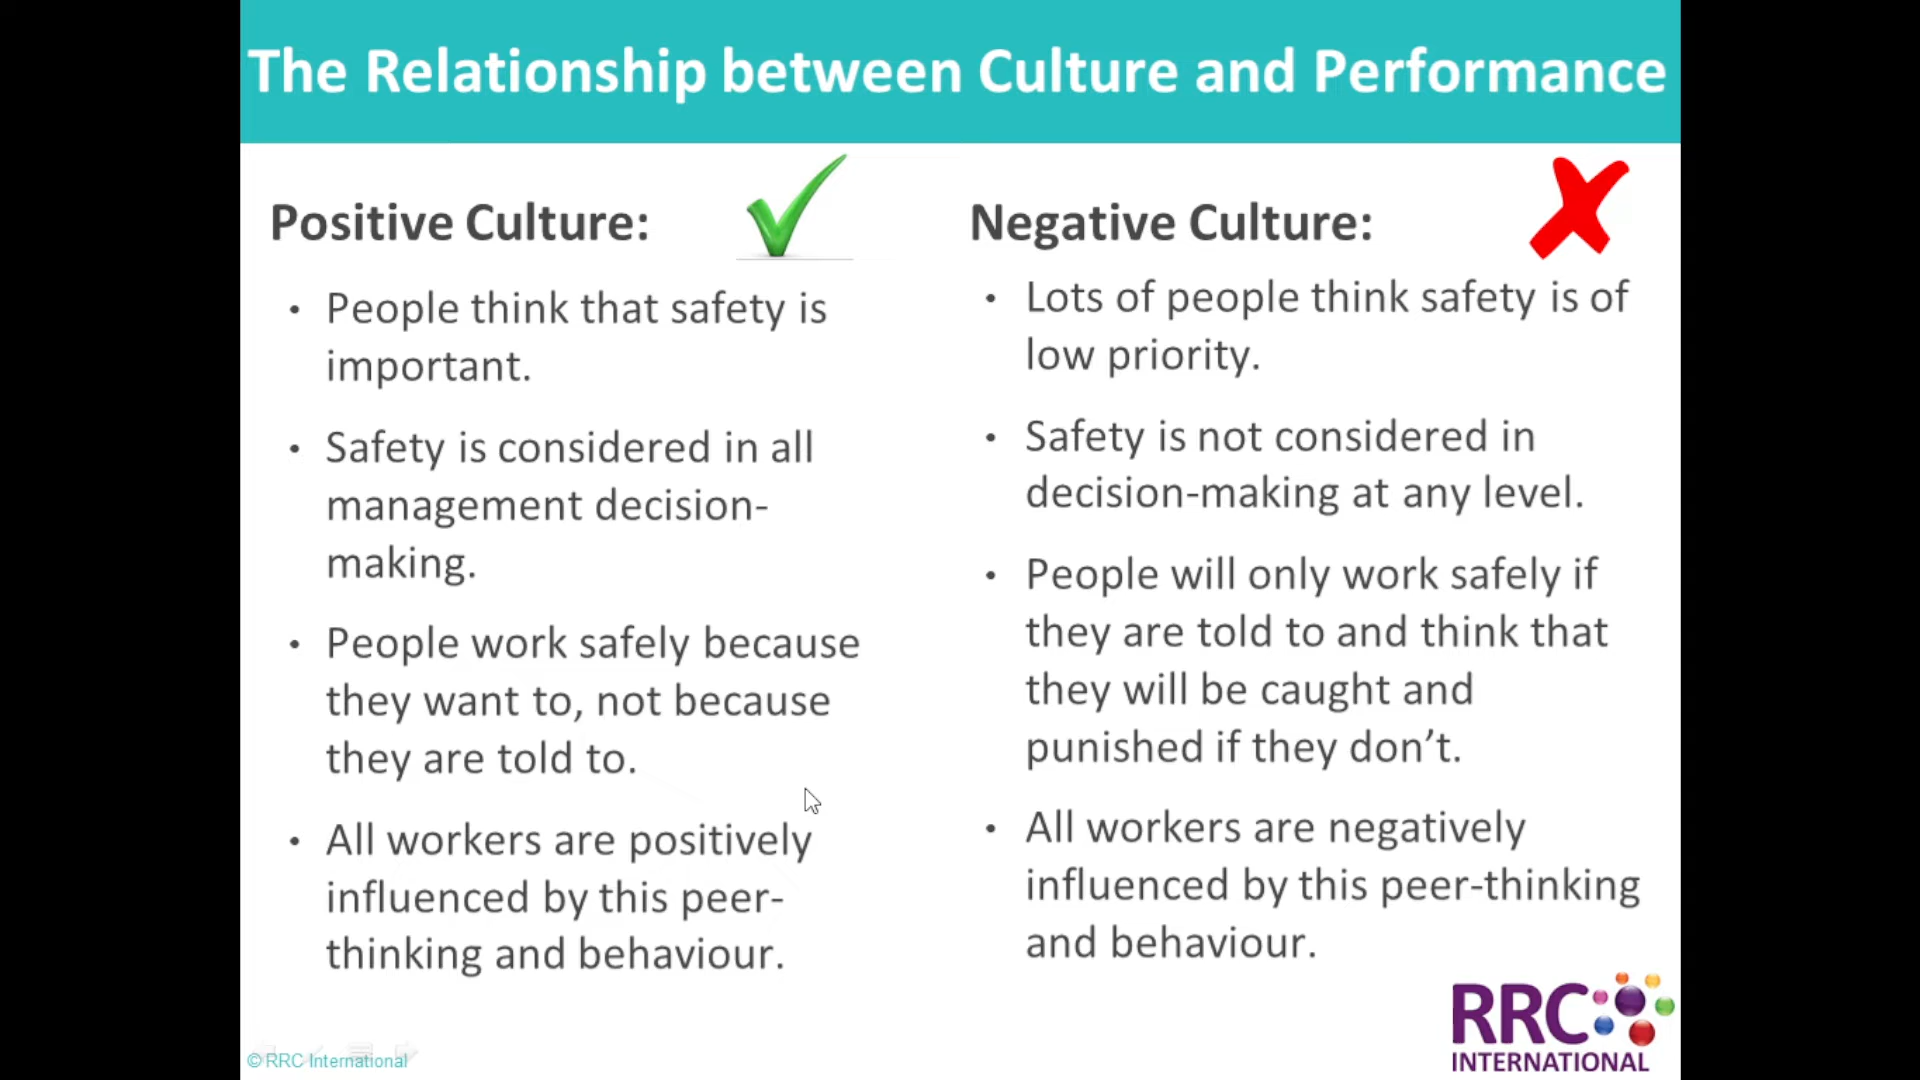 The Relationship between Culture and Performance
Positive Culture:
• People think that safety is
important.
• Safety is considered in all
management decision-
making.
• People work safely because
they want to, not because
they are told to.
• All workers are positively
influenced by this peer-
thinking and behaviour.
Negative Culture:
• Lots of people think safety is of
low priority.
• Safety is not considered in
decision-making at any level.
• People will only work safely if
they are told to and think that
they will be caught and
punished if they don’t.
• All workers are negatively
influenced by this peer-thinking
and behaviour.
© RRC International
RRC
INTERNATIONAL